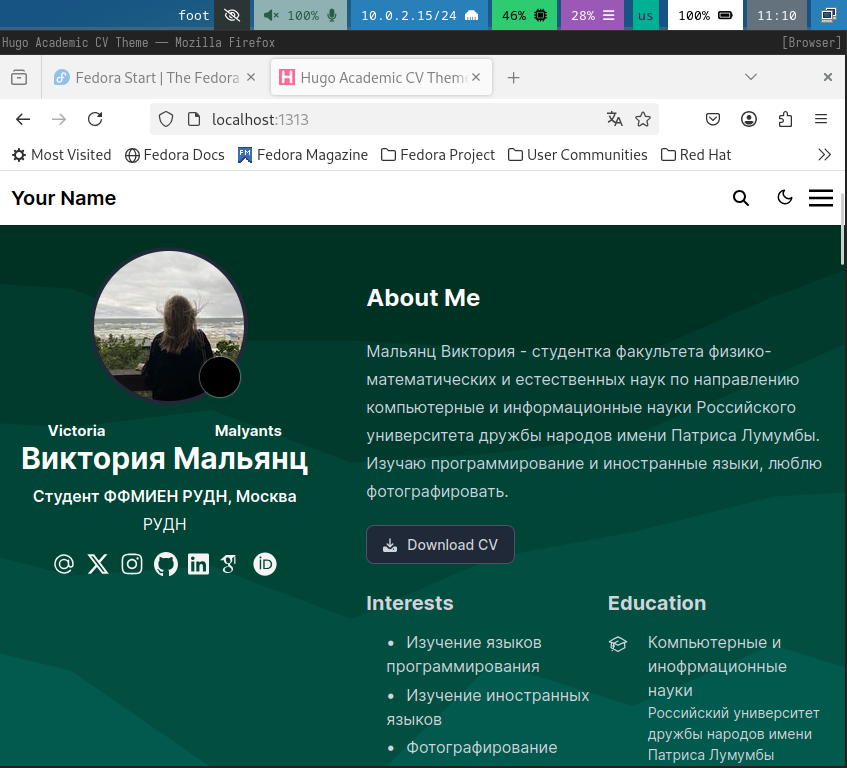 foot 100% 10.0.2.15/24 46% 28% us 100% 11:10
Hugo Academic CV Theme — Mozilla Firefox [Browser]
Fedora Start | The Fedora Hugo Academic CV Them
localhost:1313
Most Visited Fedora Docs Fedora Magazine Fedora Project User Communities Red Hat
Your Name
About Me
Мальянц Виктория - студентка факультета физико-
математических и естественных наук по направлению
компьютерные и информационные науки Российского
университета дружбы народов имени Патриса Лумумбы.
Изучаю программирование и иностранные языки, люблю
фотографировать.
Download CV
Victoria Malyants
Виктория Мальянц
Студент ФФМИЕН РУДН, Москва
РУДН
Interests
• Изучение языков
программирования
• Изучение иностранных
языков
• Фотографирование
Education
Компьютерные и
инофрмационные
науки
Российский университет
дружбы народов имени
Патриса Лумумбы